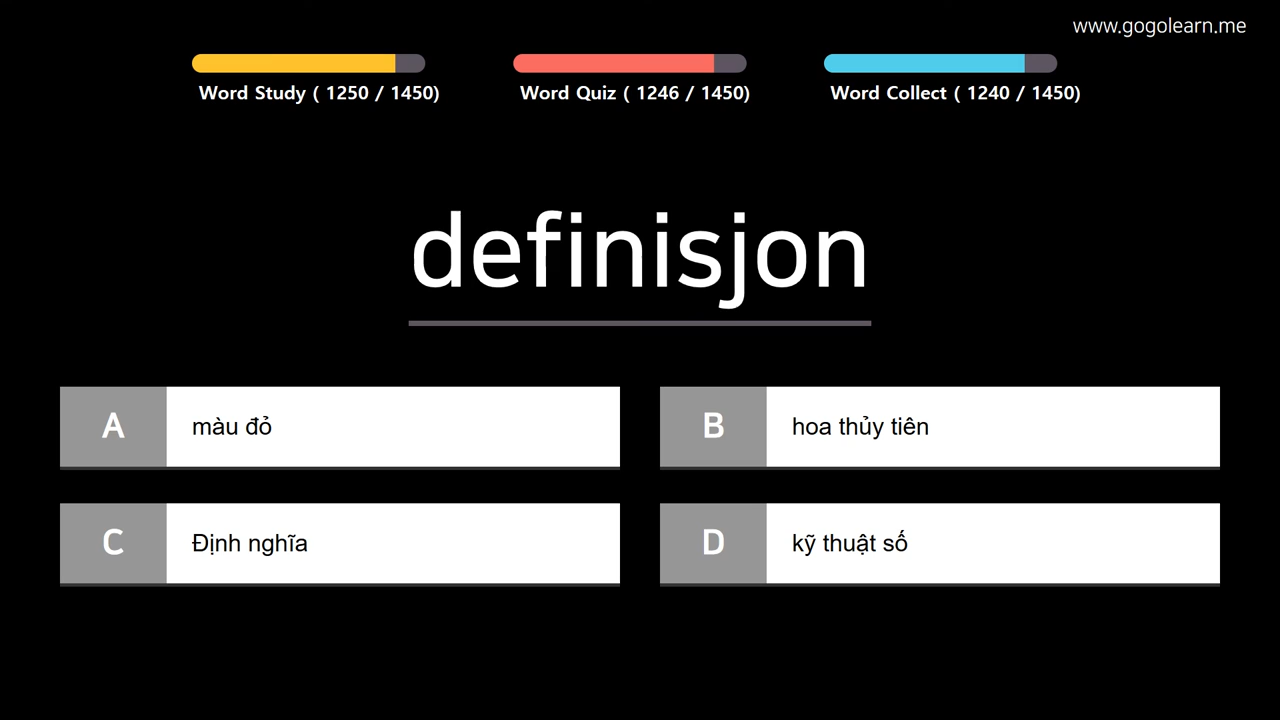 www.gogolearn.me
Word Study ( 1250 / 1450)
Word Quiz ( 1246 / 1450)
Word Collect ( 1240 / 1450)
definisjon
A màu đỏ
B hoa thủy tiên
C Định nghĩa
D kỹ thuật số